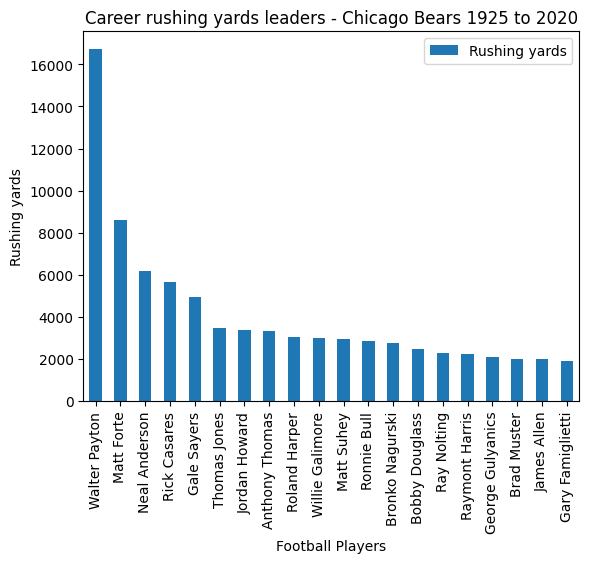 Career rushing yards leaders - Chicago Bears 1925 to 2020
Rushing yards
16000
14000
12000
10000
8000
6000
4000
2000
0
Rushing yards
Walter Payton
Matt Forte
Neal Anderson
Rick Casares
Gale Sayers
Thomas Jones
Jordan Howard
Anthony Thomas
Roland Harper
Willie Galimore
Matt Suhey
Ronnie Bull
Bronko Nagurski
Bobby Douglass
Ray Nolting
Raymont Harris
George Gulyanics
Brad Muster
James Allen
Gary Famiglietti
Football Players